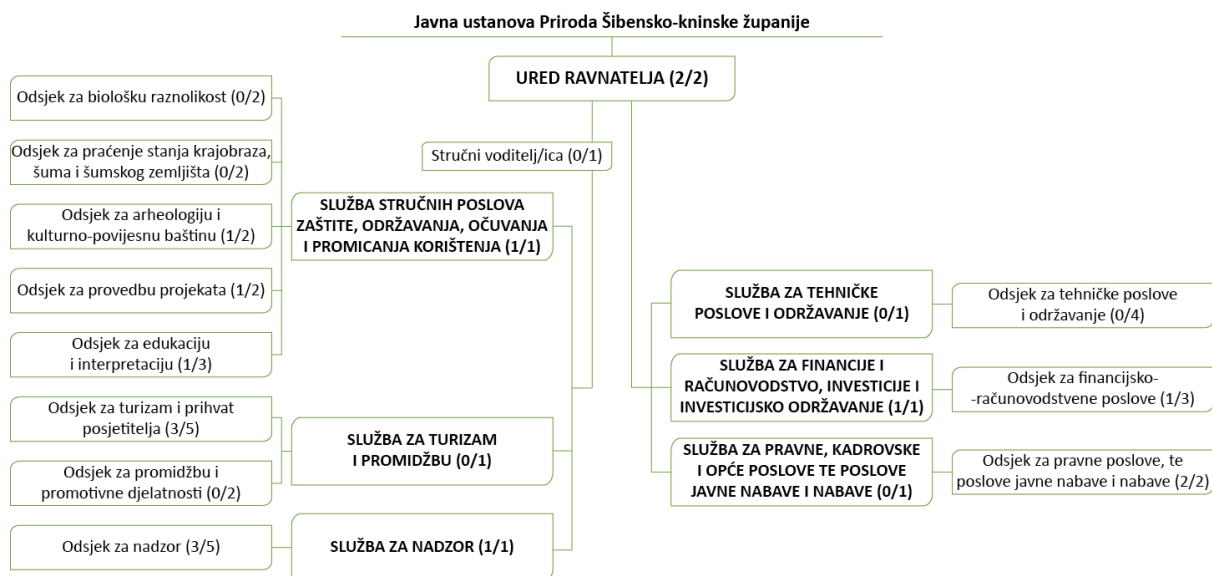 Javna ustanova Priroda Šibensko-kninske županije
URED RAVNATELJA (2/2)
Stručni voditelj/ica (0/1)
Odsjek za biološku raznolikost (0/2)
Odsjek za praćenje stanja krajobraza,
šuma i šumskog zemljišta (0/2)
Odsjek za arheologiju i
kulturno-povijesnu baštinu (1/2)
Odsjek za provedbu projekata (1/2)
Odsjek za edukaciju
i interpretaciju (1/3)
SLUŽBA STRUČNIH POSLOVA
ZAŠTITE, ODRŽAVANJA, OČUVANJA
I PROMICANJA KORIŠTENJA (1/1)
Odsjek za turizam i prihvat
posjetitelja (3/5)
Odsjek za promidžbu i
promotivne djelatnosti (0/2)
SLUŽBA ZA TURIZAM
I PROMIDŽBU (0/1)
Odsjek za nadzor (3/5)
SLUŽBA ZA NADZOR (1/1)
SLUŽBA ZA TEHNIČKE
POSLOVE I ODRŽAVANJE (0/1)
Odsjek za tehničke poslove
i održavanje (0/4)
SLUŽBA ZA FINANCIJE I
RAČUNOVODSTVO, INVESTICIJE I
INVESTICIJSKO ODRŽAVANJE (1/1)
Odsjek za financijsko-
-računovodstvene poslove (1/3)
SLUŽBA ZA PRAVNE, KADROVSKE
I OPĆE POSLOVE TE POSLOVE
JAVNE NABAVE I NABAVE (0/1)
Odsjek za pravne poslove, te
poslove javne nabave i nabave (2/2)